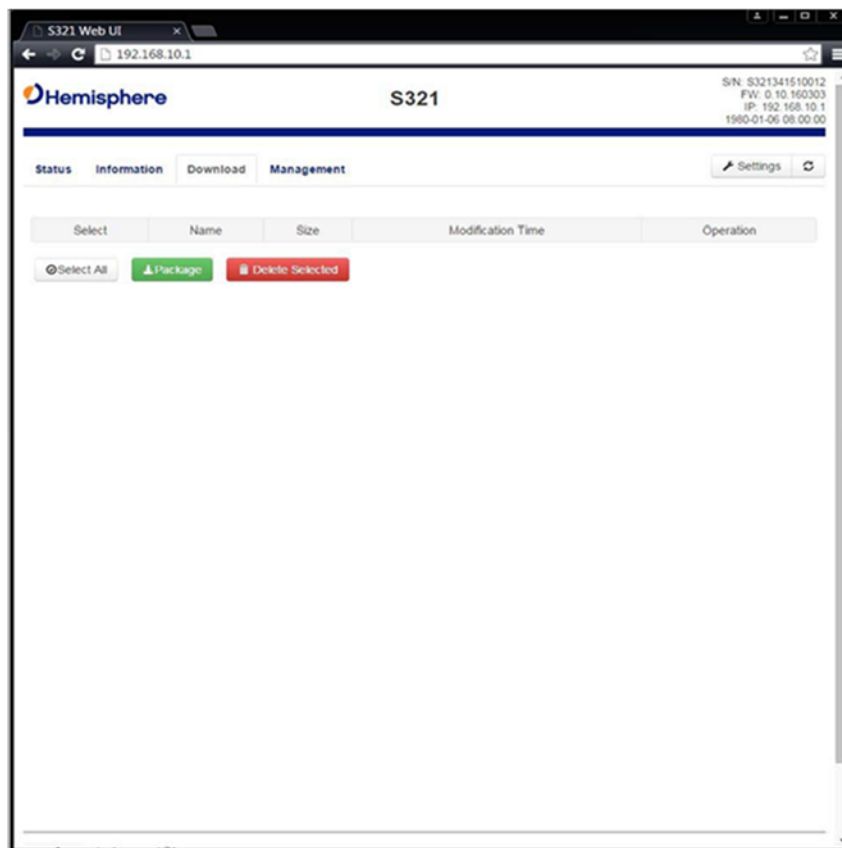 S321 Web UI
192.168.10.1
Hemisphere
S321
S/N: S321341510012
FW: 0.10.160303
IP: 192.168.10.1
1980-01-06 08:00:00
Status Information Download Management Settings
Select Name Size Modification Time Operation
Select All Package Delete Selected